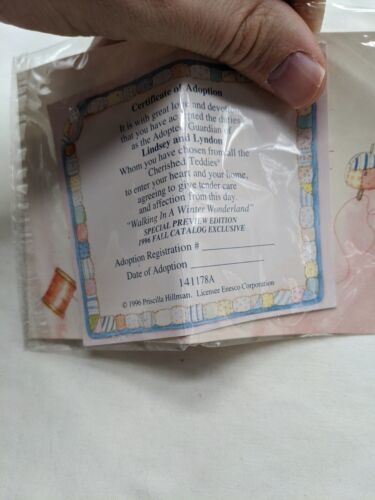 Certificate of Adoption
It is with great love and devotion
that you have accepted the duties
as the Adopted Guardian of
Lindsey and Lyndon
Whom you have chosen from all the
Cherished Teddies®
to enter your heart and your home,
agreeing to give tender care
and affection from this day.
"Walking In A Winter Wonderland"
SPECIAL PREVIEW EDITION
1996 FALL CATALOG EXCLUSIVE
Adoption Registration #
Date of Adoption
141178A
© 1996 Priscilla Hillman. Licensee Enesco Corporation